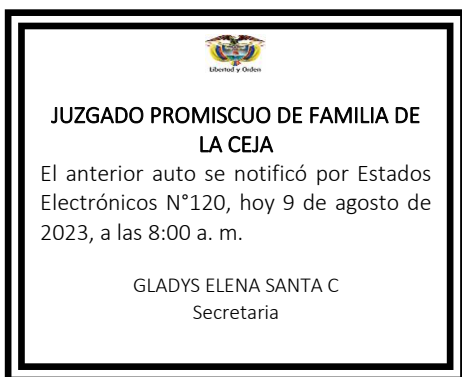 Libertad y Orden
JUZGADO PROMISCUO DE FAMILIA DE
LA CEJA
El anterior auto se notificó por Estados
Electrónicos N°120, hoy 9 de agosto de
2023, a las 8:00 a. m.
GLADYS ELENA SANTA C
Secretaria